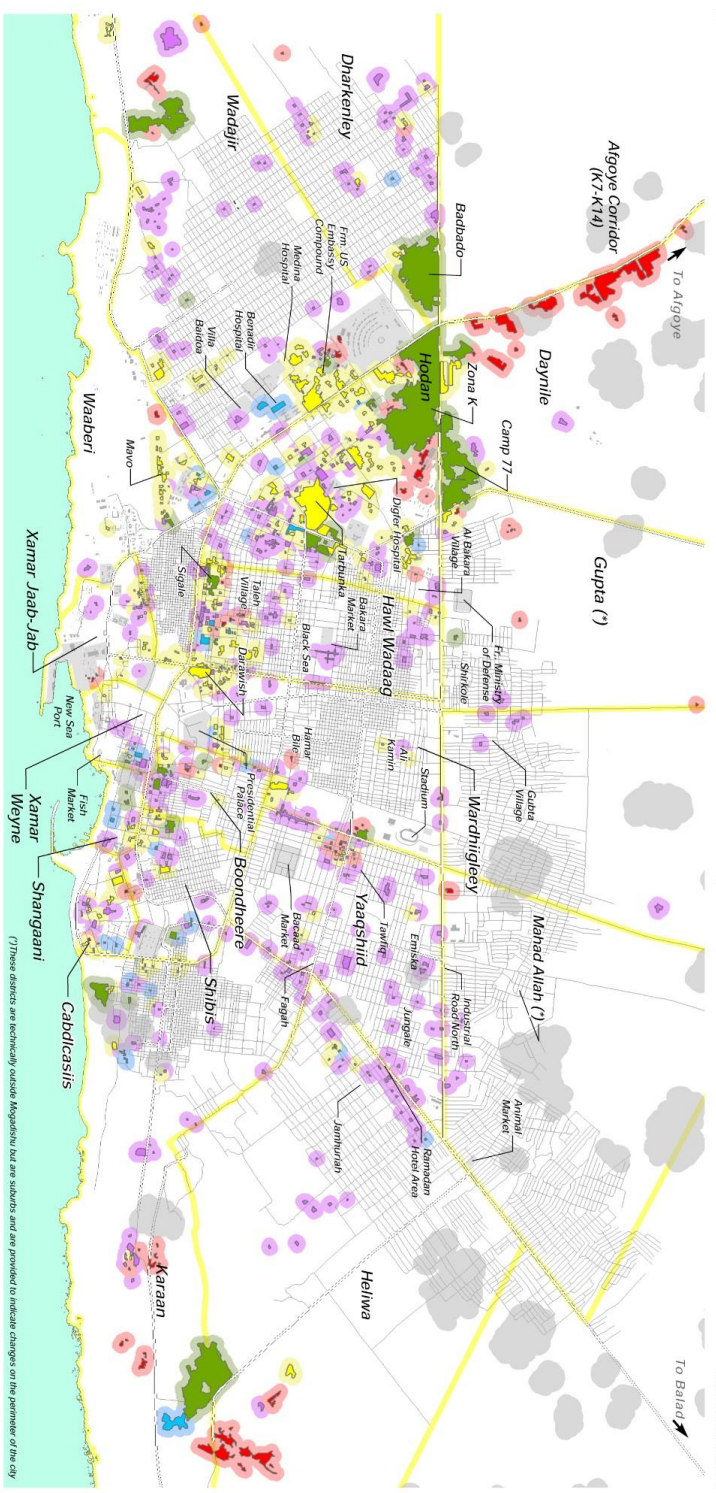 Afgoye Corridor
(K7-K14)
To Afgoye
Dharkenley
Wadajir
Badbado
Daynile
Frm. US
Embassy
Compound
Medina
Hospital
Bonadir
Hospital
Villa
Baidoa
Hodan
Zona K
Camp 77
Gupta (*)
Waaberi
Mavo
Digfer Hospital
Tarbunka
Al Bakara
Village
Fr. Ministry
of Defense
Xamar Jaab-Jab
Sigale
Taleh
Village
Bakara
Market
Hawl Wadaag
Black Sea
Darawish
Shirkole
New Sea
Port
Hamar
Bile
Ali
Kamin
Gubta
Village
Fish
Market
Presidential
Palace
Stadium
Wardhiigleey
Xamar
Weyne
Shangaani
Boondheere
Bacaad
Market
Yaaqshiid
Tawfiq
Emiska
Mahad Allah (*)
Cabdlcasiis
Shibis
Fagah
Jungale
Industrial
Road North
Jamhuriah
Ramadan
Hotel Area
Animal
Market
Karaan
Heliwa
To Balad
(*)These districts are technically outside Mogadishu but are suburbs and are provided to indicate changes on the perimeter of the city